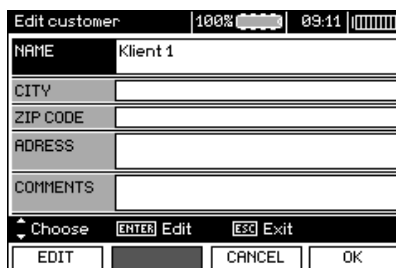 Edit customer 100% 09:11
NAME Klient 1
CITY
ZIP CODE
ADRESS
COMMENTS
Choose ENTER Edit ESC Exit
EDIT CANCEL OK